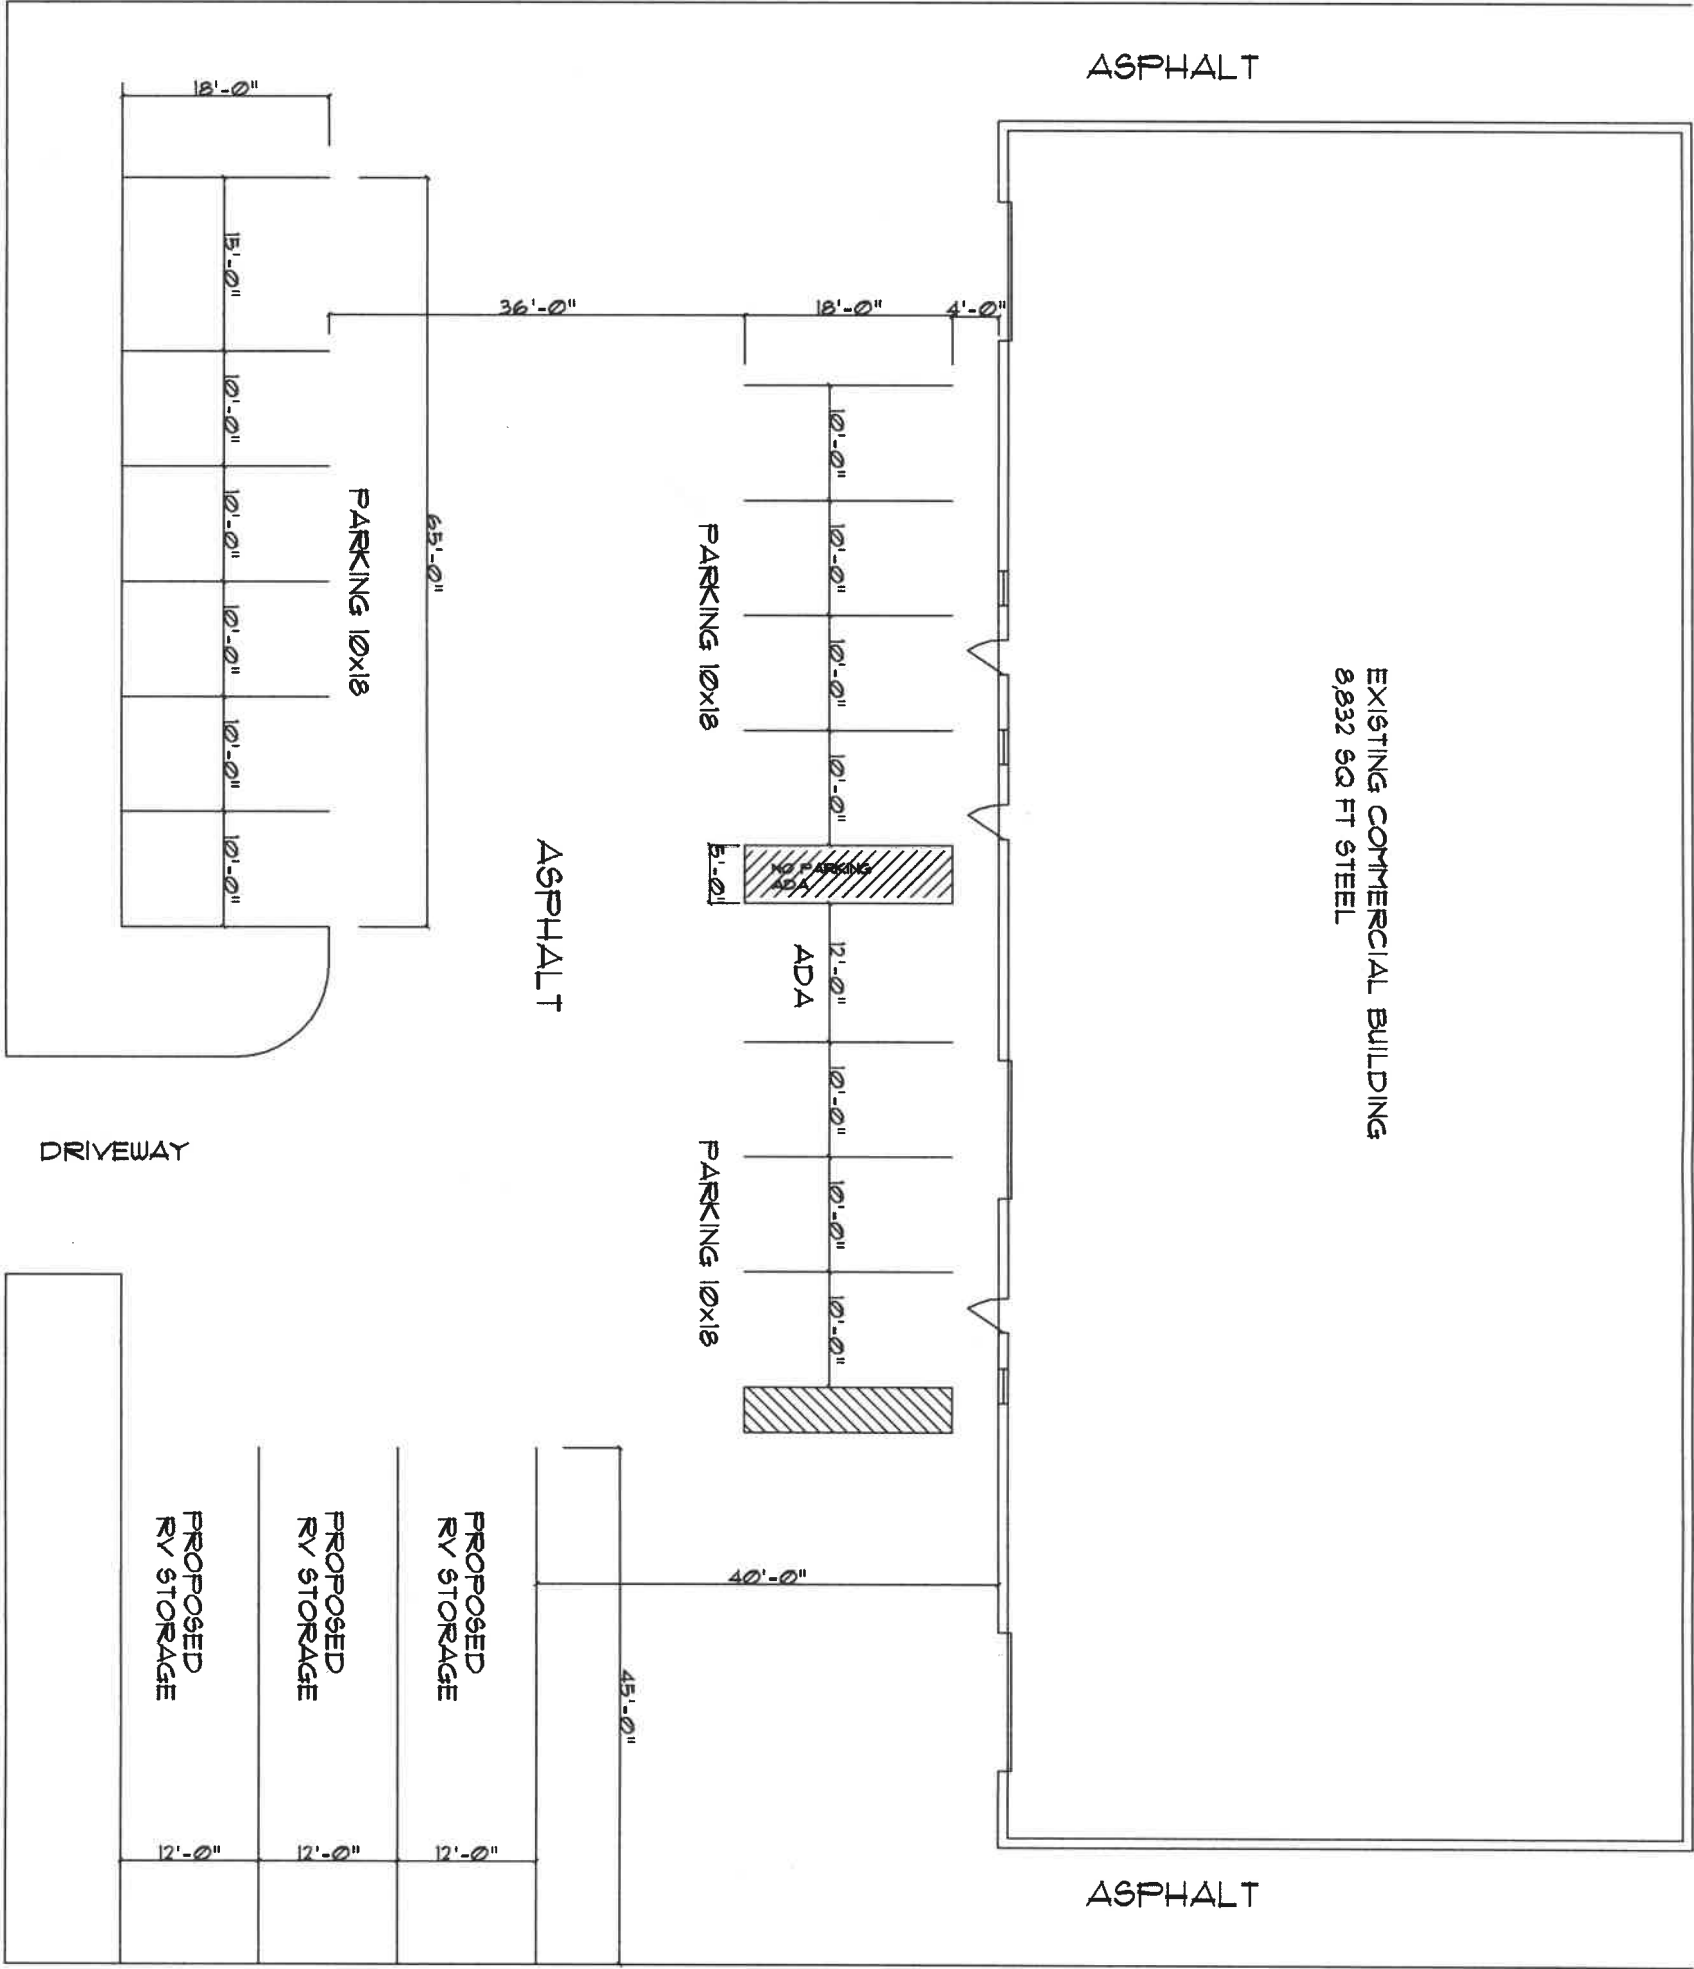 ASPHALT
18'-0"
15'-0"
36'-0"
18'-0"
4'-0"
10'-0"
10'-0"
10'-0"
10'-0"
10'-0"
PARKING 10x18
65'-0"
10'-0"
10'-0"
10'-0"
10'-0"
PARKING 10x18
EXISTING COMMERCIAL BUILDING
8,832 SQ FT STEEL
5'-0"
NO PARKING
ADA
ASPHALT
12'-0"
ADA
DRIVEWAY
10'-0"
10'-0"
10'-0"
PARKING 10x18
PROPOSED
RV STORAGE
PROPOSED
RV STORAGE
PROPOSED
RV STORAGE
40'-0"
45'-0"
12'-0"
12'-0"
12'-0"
ASPHALT